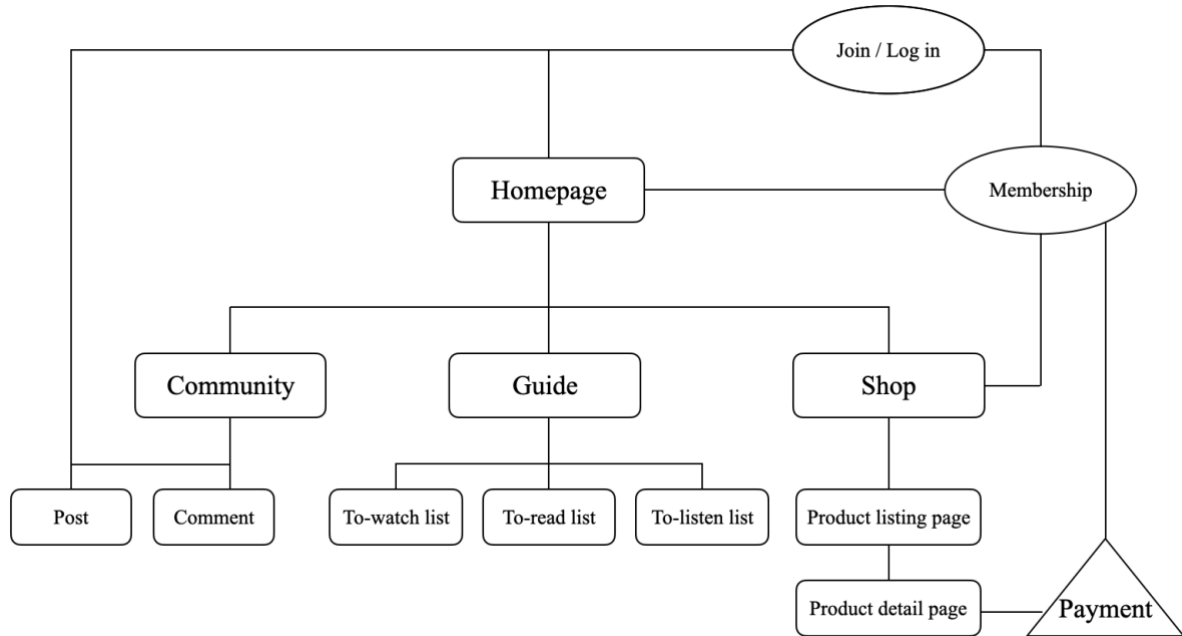 Join / Log in
Homepage
Membership
Community
Guide
Shop
Post
Comment
To-watch list
To-read list
To-listen list
Product listing page
Product detail page
Payment